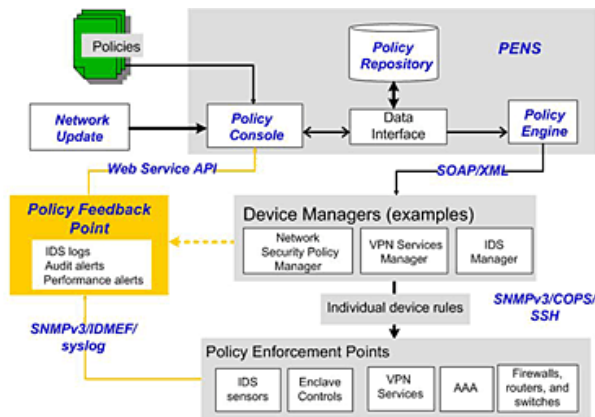 Policies
Policy
Repository
PENS
Network
Update
Policy
Console
Data
Interface
Policy
Engine
Web Service API
SOAP/XML
Policy Feedback
Point
IDS logs
Audit alerts
Performance alerts
Device Managers (examples)
Network
Security Policy
Manager
VPN Services
Manager
IDS
Manager
Individual device rules
SNMPv3/COPS/
SSH
SNMPv3/IDMEF/
syslog
Policy Enforcement Points
IDS
sensors
Enclave
Controls
VPN
Services
AAA
Firewalls,
routers, and
switches